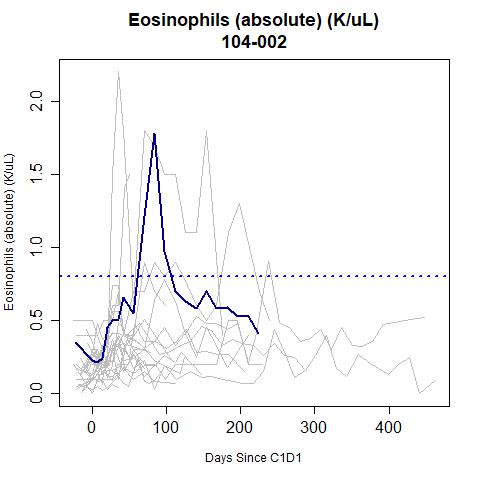 Eosinophils (absolute) (K/uL)
104-002
Eosinophils (absolute) (K/uL)
2.0
1.5
1.0
0.5
0.0
0 100 200 300 400
Days Since C1D1